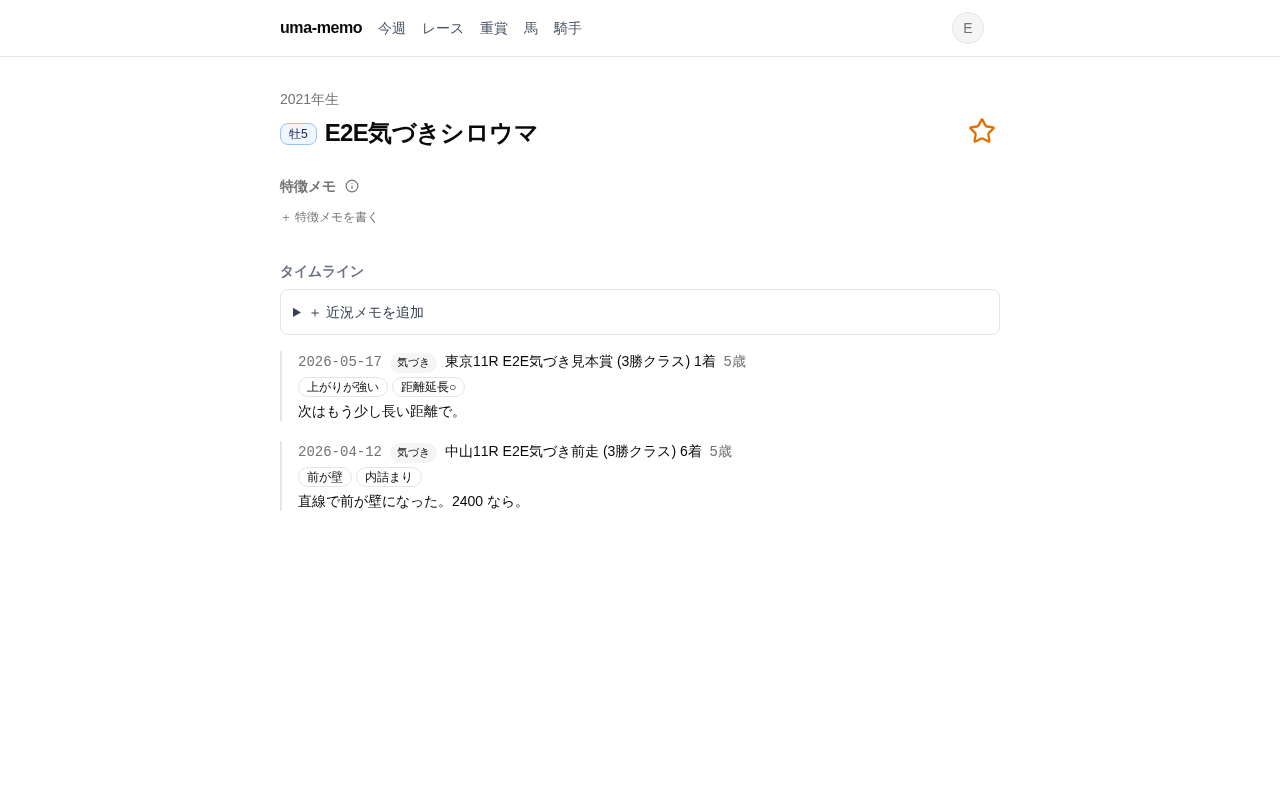 uma-memo 今週 レース 重賞 馬 騎手 E
2021年生
牡5 E2E気づきシロウマ
特徴メモ
＋ 特徴メモを書く
タイムライン
＋ 近況メモを追加
2026-05-17 気づき 東京11R E2E気づき見本賞 (3勝クラス) 1着 5歳
上がりが強い 距離延長○
次はもう少し長い距離で。
2026-04-12 気づき 中山11R E2E気づき前走 (3勝クラス) 6着 5歳
前が壁 内詰まり
直線で前が壁になった。2400 なら。